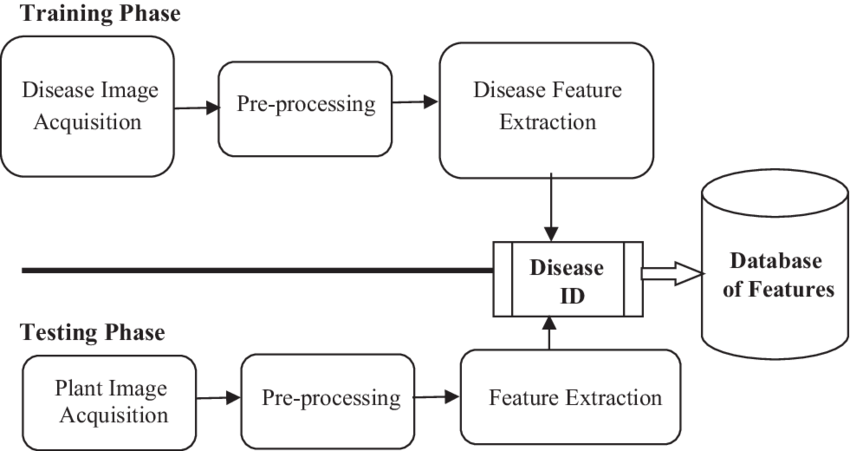 Training Phase
Disease Image
Acquisition
Pre-processing
Disease Feature
Extraction
Disease
ID
Database
of Features
Testing Phase
Plant Image
Acquisition
Pre-processing
Feature Extraction